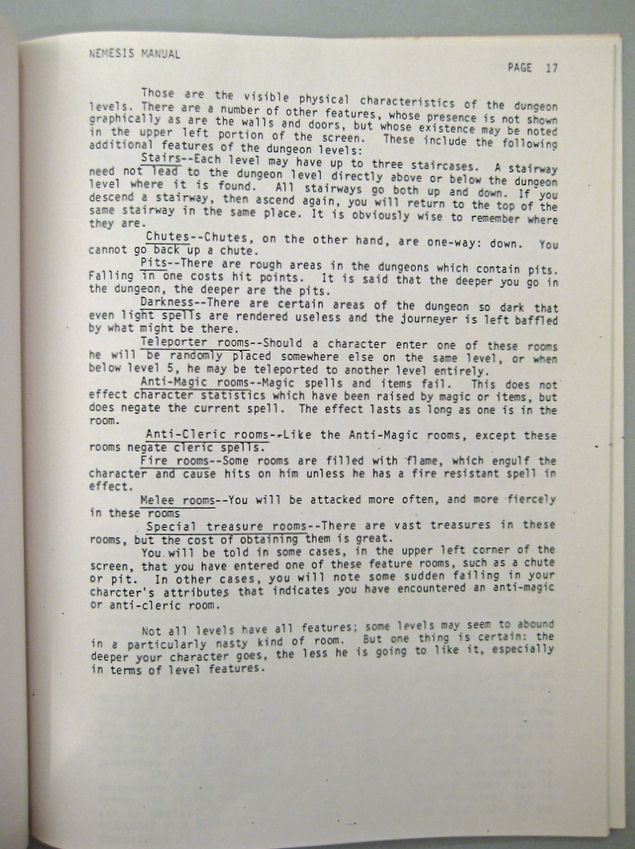 NEMESIS MANUAL
PAGE 17
Those are the visible physical characteristics of the dungeon
levels. There are a number of other features, whose presence is not shown
graphically as are the walls and doors, but whose existence may be noted
in the upper left portion of the screen. These include the following
additional features of the dungeon levels:
Stairs--Each level may have up to three staircases. A stairway
need not lead to the dungeon level directly above or below the dungeon
level where it is found. All stairways go both up and down. If you
descend a stairway, then ascend again, you will return to the top of the
same stairway in the same place. It is obviously wise to remember where
they are.
Chutes--Chutes, on the other hand, are one-way: down. You
cannot go back up a chute.
Pits--There are rough areas in the dungeons which contain pits.
Falling in one costs hit points. It is said that the deeper you go in
the dungeon, the deeper are the pits.
Darkness--There are certain areas of the dungeon so dark that
even light spells are rendered useless and the journeyer is left baffled
by what might be there.
Teleporter rooms--Should a character enter one of these rooms
he will be randomly placed somewhere else on the same level, or when
below level 5, he may be teleported to another level entirely.
Anti-Magic rooms--Magic spells and items fail. This does not
effect character statistics which have been raised by magic or items, but
does negate the current spell. The effect lasts as long as one is in the
room.
Anti-Cleric rooms--Like the Anti-Magic rooms, except these
rooms negate cleric spells.
Fire rooms--Some rooms are filled with flame, which engulf the
character and cause hits on him unless he has a fire resistant spell in
effect.
Melee rooms--You will be attacked more often, and more fiercely
in these rooms
Special treasure rooms--There are vast treasures in these
rooms, but the cost of obtaining them is great.
You will be told in some cases, in the upper left corner of the
screen, that you have entered one of these feature rooms, such as a chute
or pit. In other cases, you will note some sudden failing in your
charcter's attributes that indicates you have encountered an anti-magic
or anti-cleric room.
Not all levels have all features; some levels may seem to abound
in a particularly nasty kind of room. But one thing is certain: the
deeper your character goes, the less he is going to like it, especially
in terms of level features.